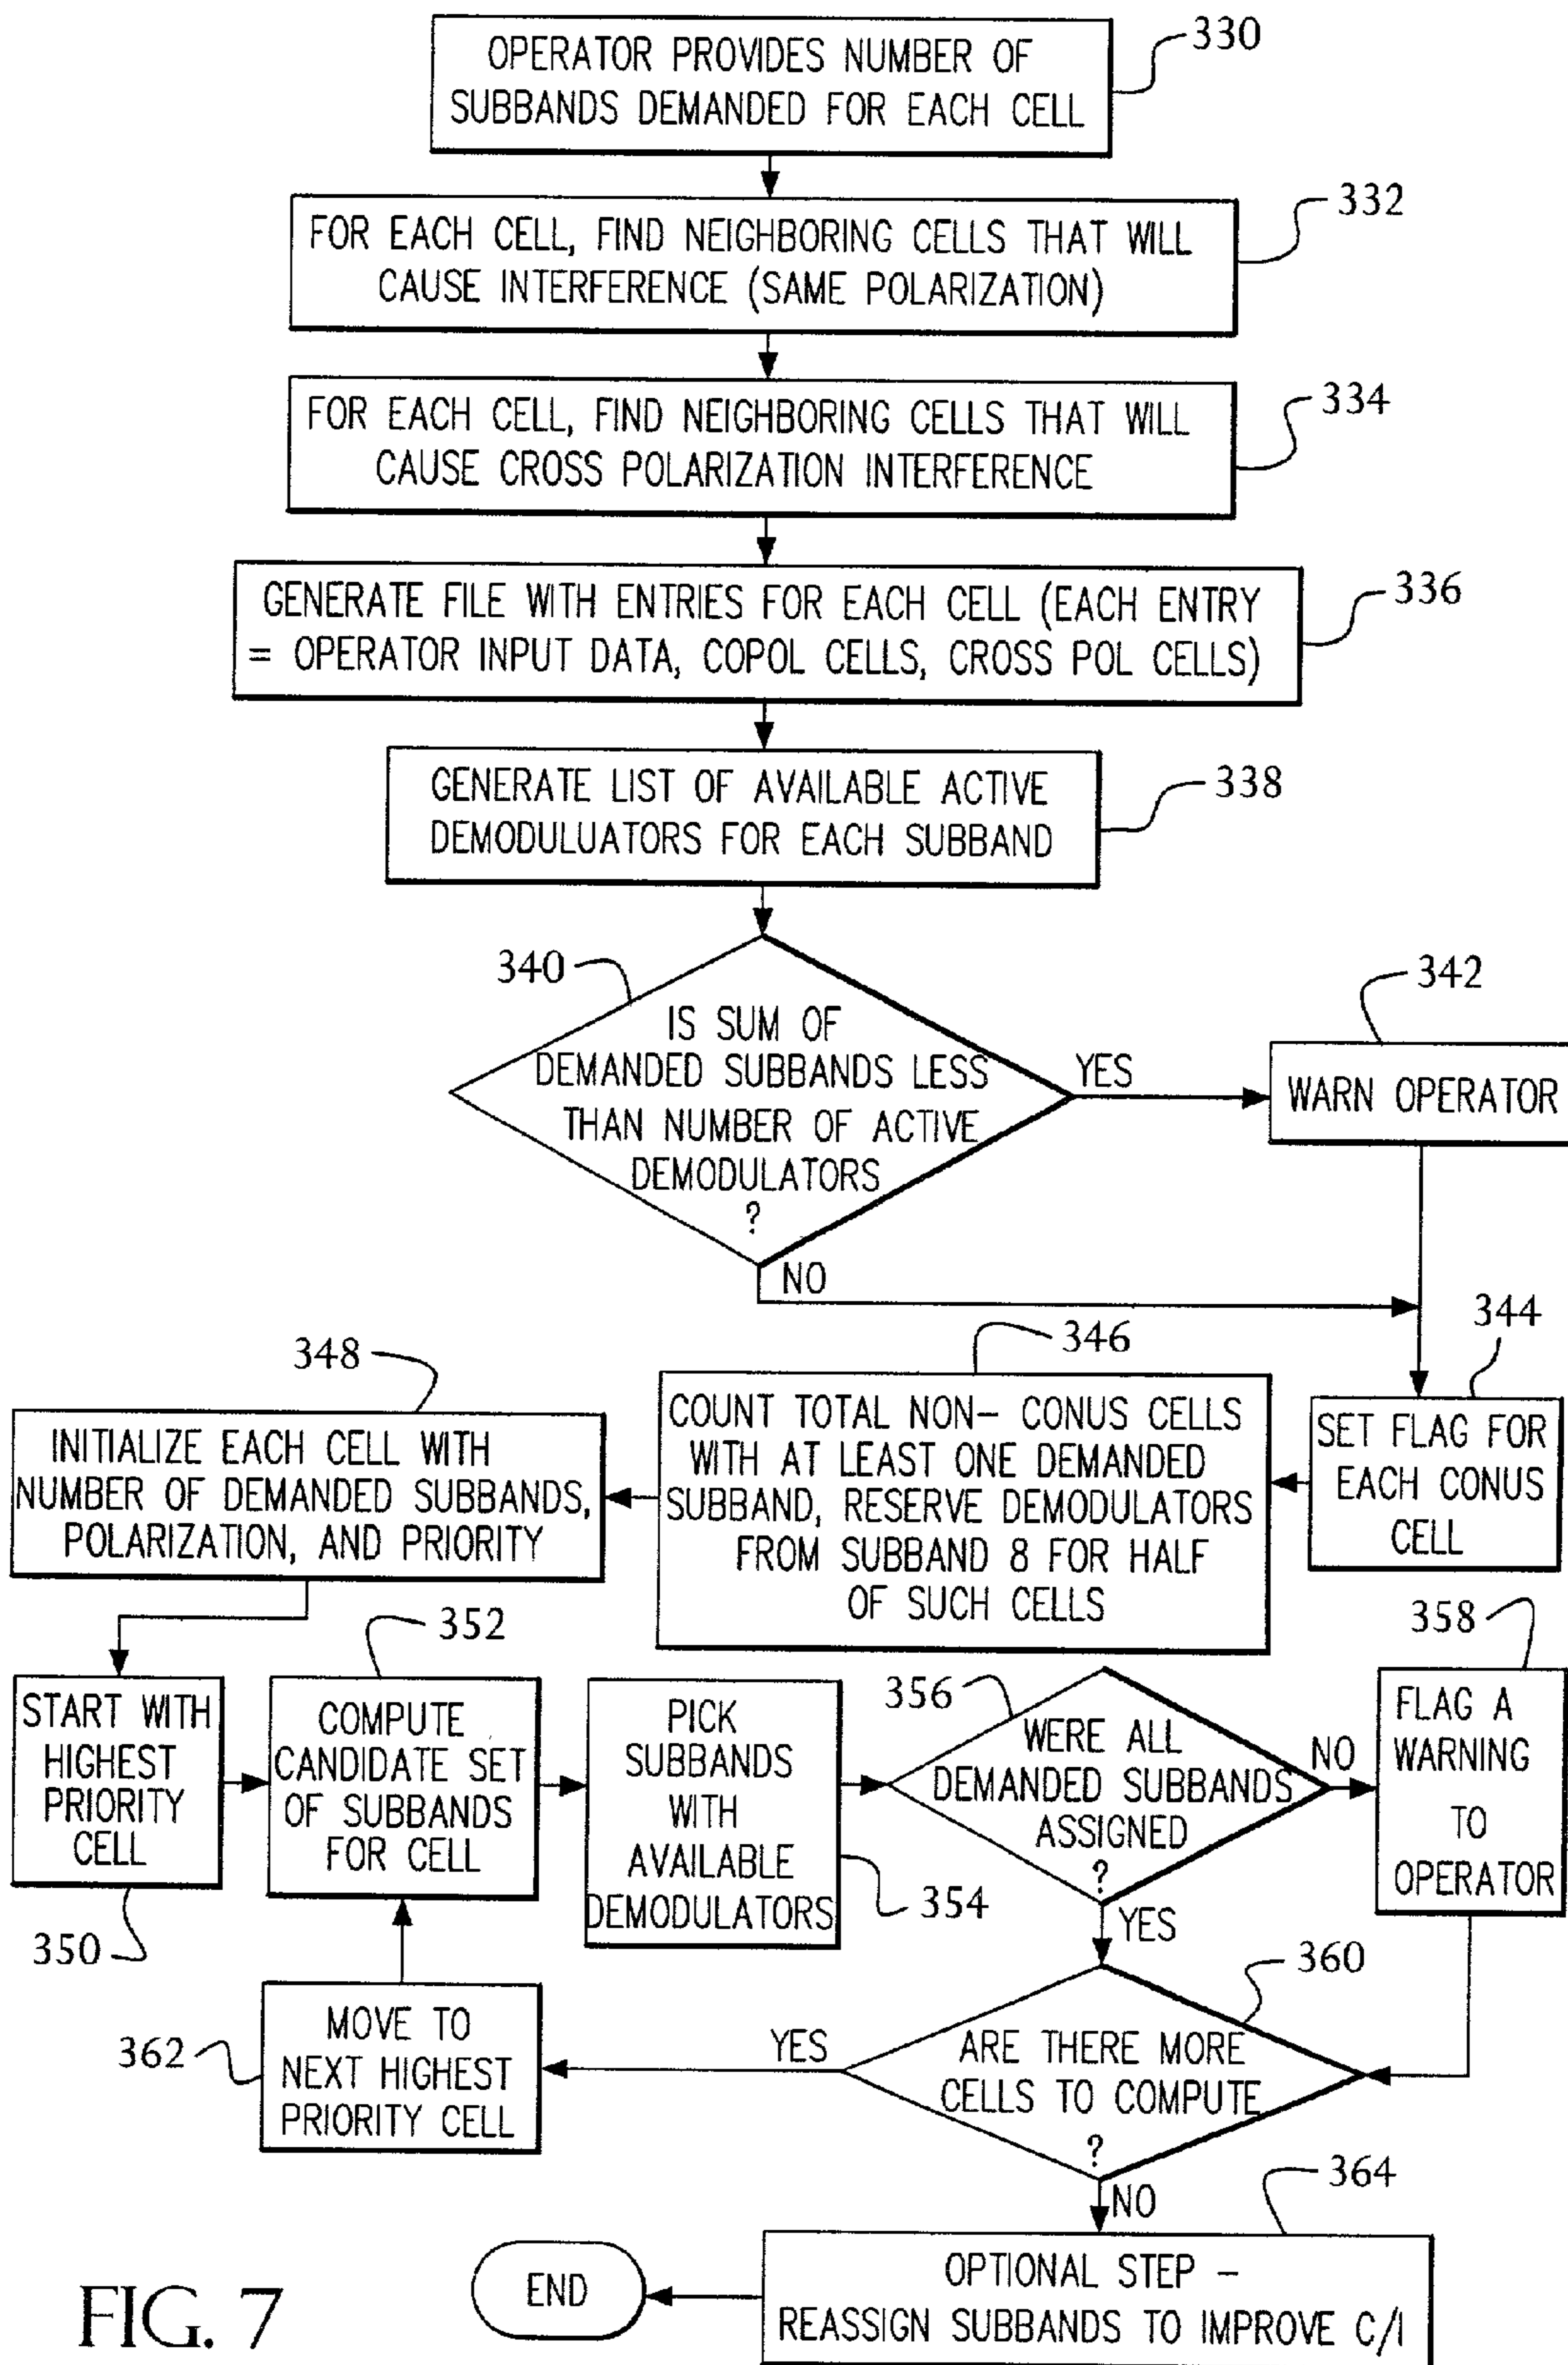 330
OPERATOR PROVIDES NUMBER OF
SUBBANDS DEMANDED FOR EACH CELL
332
FOR EACH CELL, FIND NEIGHBORING CELLS THAT WILL
CAUSE INTERFERENCE (SAME POLARIZATION)
334
FOR EACH CELL, FIND NEIGHBORING CELLS THAT WILL
CAUSE CROSS POLARIZATION INTERFERENCE
336
GENERATE FILE WITH ENTRIES FOR EACH CELL (EACH ENTRY
= OPERATOR INPUT DATA, COPOL CELLS, CROSS POL CELLS)
338
GENERATE LIST OF AVAILABLE ACTIVE
DEMODULUATORS FOR EACH SUBBAND
340
IS SUM OF
DEMANDED SUBBANDS LESS
THAN NUMBER OF ACTIVE
DEMODULATORS
?
YES
NO
342
WARN OPERATOR
344
SET FLAG FOR
EACH CONUS
CELL
346
COUNT TOTAL NON- CONUS CELLS
WITH AT LEAST ONE DEMANDED
SUBBAND, RESERVE DEMODULATORS
FROM SUBBAND 8 FOR HALF
OF SUCH CELLS
348
INITIALIZE EACH CELL WITH
NUMBER OF DEMANDED SUBBANDS,
POLARIZATION, AND PRIORITY
START WITH
HIGHEST
PRIORITY
CELL
350
352
COMPUTE
CANDIDATE SET
OF SUBBANDS
FOR CELL
PICK
SUBBANDS
WITH
AVAILABLE
DEMODULATORS
354
356
WERE ALL
DEMANDED SUBBANDS
ASSIGNED
?
NO
YES
358
FLAG A
WARNING
TO
OPERATOR
360
ARE THERE MORE
CELLS TO COMPUTE
?
YES
NO
362
MOVE TO
NEXT HIGHEST
PRIORITY CELL
364
OPTIONAL STEP -
REASSIGN SUBBANDS TO IMPROVE C/I
END
FIG. 7